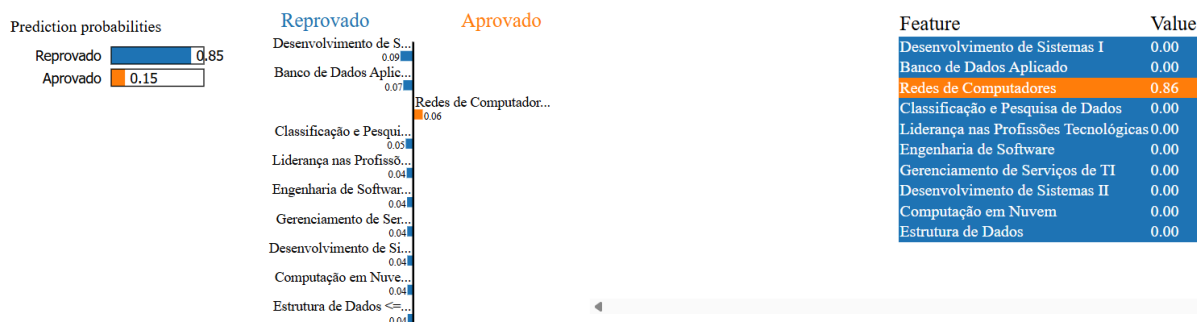 Prediction probabilities
Reprovado 0.85
Aprovado 0.15
Reprovado Aprovado
Desenvolvimento de S...
0.09
Banco de Dados Aplic...
0.07
Redes de Computador...
0.06
Classificação e Pesqui...
0.05
Liderança nas Profissõ...
0.04
Engenharia de Softwar...
0.04
Gerenciamento de Ser...
0.04
Desenvolvimento de Si...
0.04
Computação em Nuve...
0.04
Estrutura de Dados <=...
0.04
Feature Value
Desenvolvimento de Sistemas I 0.00
Banco de Dados Aplicado 0.00
Redes de Computadores 0.86
Classificação e Pesquisa de Dados 0.00
Liderança nas Profissões Tecnológicas 0.00
Engenharia de Software 0.00
Gerenciamento de Serviços de TI 0.00
Desenvolvimento de Sistemas II 0.00
Computação em Nuvem 0.00
Estrutura de Dados 0.00